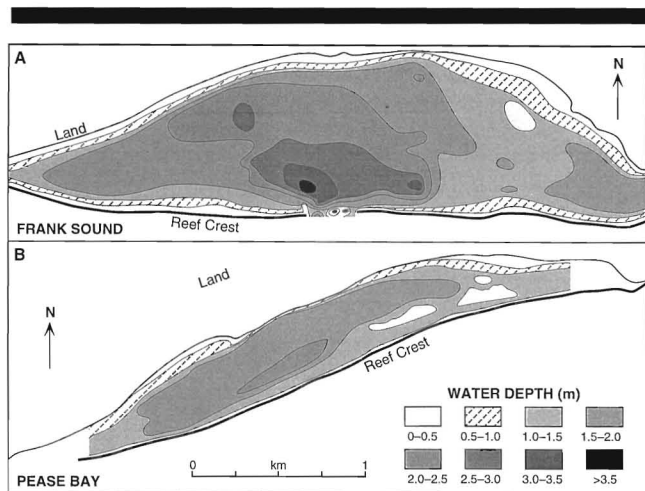 A
N
Land
FRANK SOUND
Reef Crest
B
Land
N
Reef Crest
WATER DEPTH (m)
0–0.5 0.5–1.0 1.0–1.5 1.5–2.0
2.0–2.5 2.5–3.0 3.0–3.5 >3.5
0 km 1
PEASE BAY